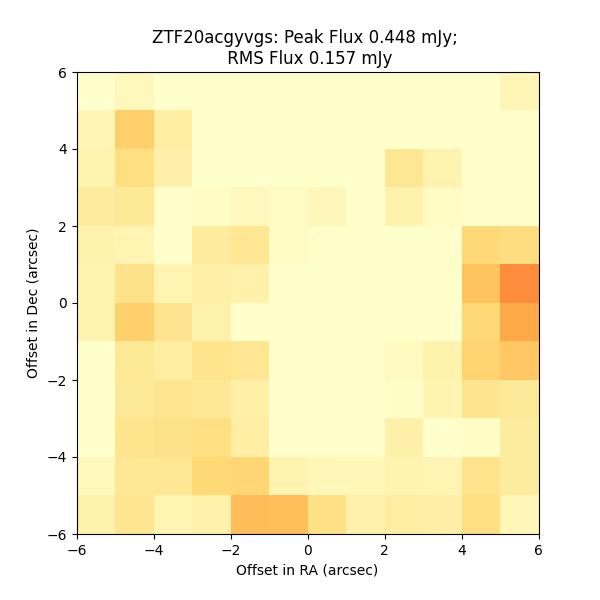 ZTF20acgyvgs: Peak Flux 0.448 mJy;
RMS Flux 0.157 mJy
6
4
2
0
−2
−4
−6
Offset in Dec (arcsec)
−6 −4 −2 0 2 4 6
Offset in RA (arcsec)